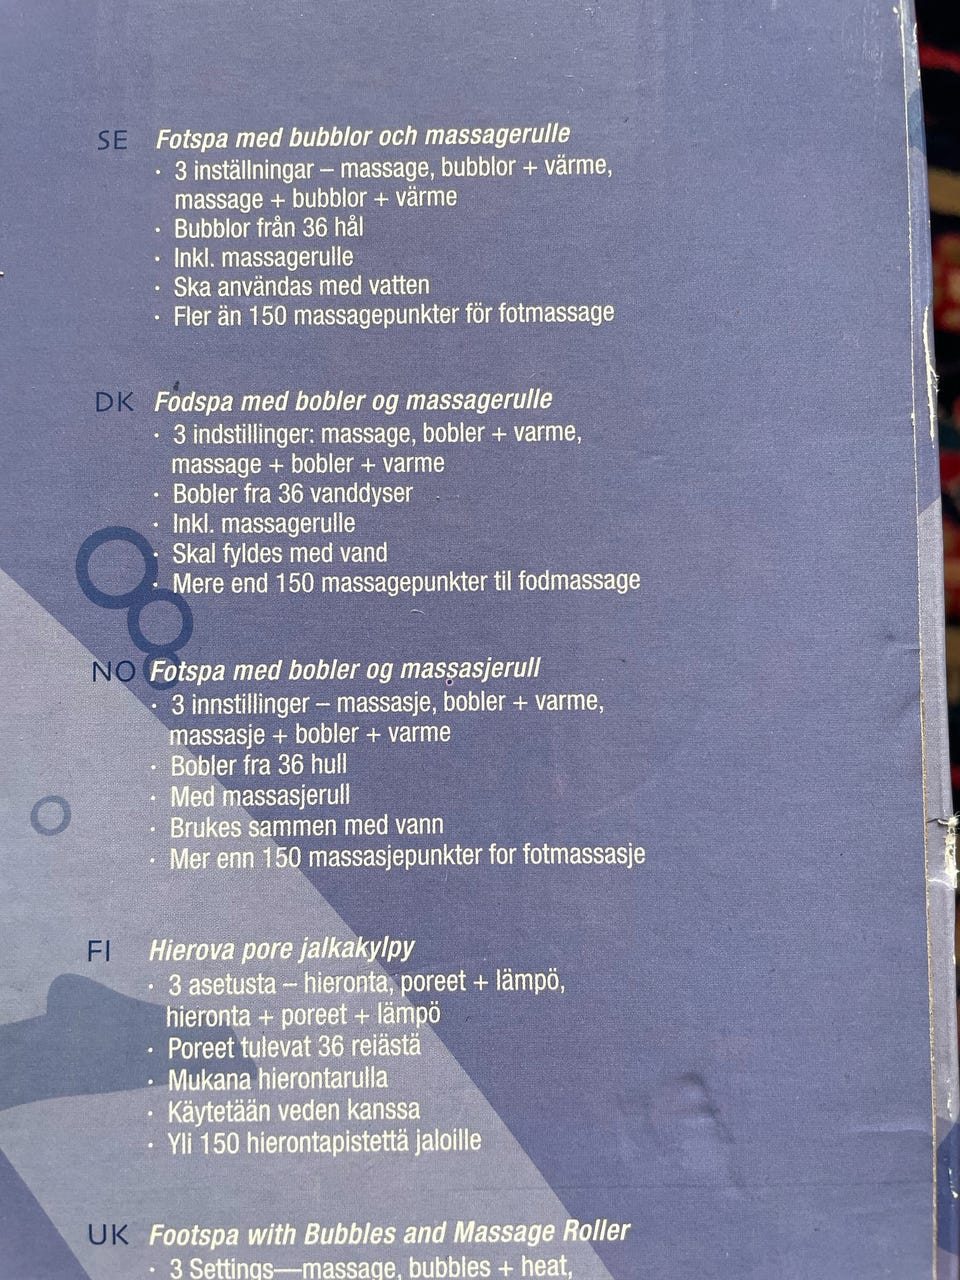 SE Fotspa med bubblor och massagerulle
· 3 inställningar – massage, bubblor + värme,
massage + bubblor + värme
· Bubblor från 36 hål
· Inkl. massagerulle
· Ska användas med vatten
· Fler än 150 massagepunkter för fotmassage
DK Fodspa med bobler og massagerulle
· 3 indstillinger: massage, bobler + varme,
massage + bobler + varme
· Bobler fra 36 vanddyser
· Inkl. massagerulle
· Skal fyldes med vand
· Mere end 150 massagepunkter til fodmassage
NO Fotspa med bobler og massasjerull
· 3 innstillinger – massasje, bobler + varme,
massasje + bobler + varme
· Bobler fra 36 hull
· Med massasjerull
· Brukes sammen med vann
· Mer enn 150 massasjepunkter for fotmassasje
FI Hierova pore jalkakylpy
· 3 asetusta – hieronta, poreet + lämpö,
hieronta + poreet + lämpö
· Poreet tulevat 36 reiästä
· Mukana hierontarulla
· Käytetään veden kanssa
· Yli 150 hierontapistettä jaloille
UK Footspa with Bubbles and Massage Roller
· 3 Settings—massage, bubbles + heat,